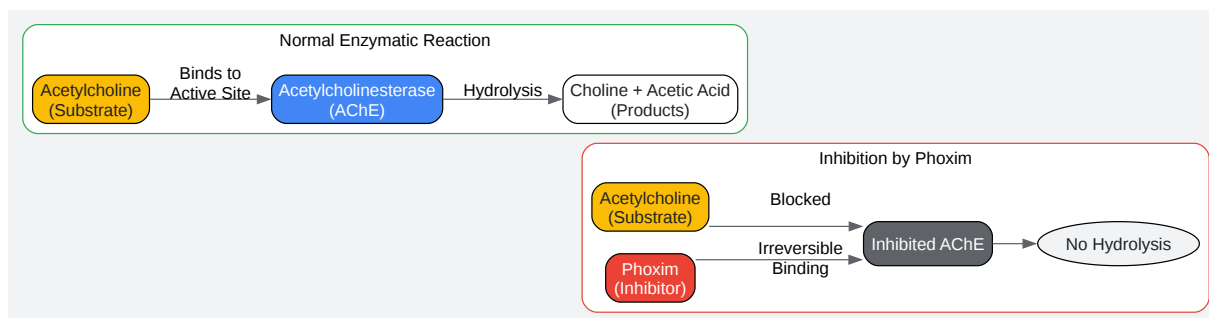 Normal Enzymatic Reaction
Acetylcholine
(Substrate)
Binds to
Active Site
Acetylcholinesterase
(AChE)
Hydrolysis
Choline + Acetic Acid
(Products)
Inhibition by Phoxim
Acetylcholine
(Substrate)
Blocked
Phoxim
(Inhibitor)
Irreversible
Binding
Inhibited AChE
No Hydrolysis